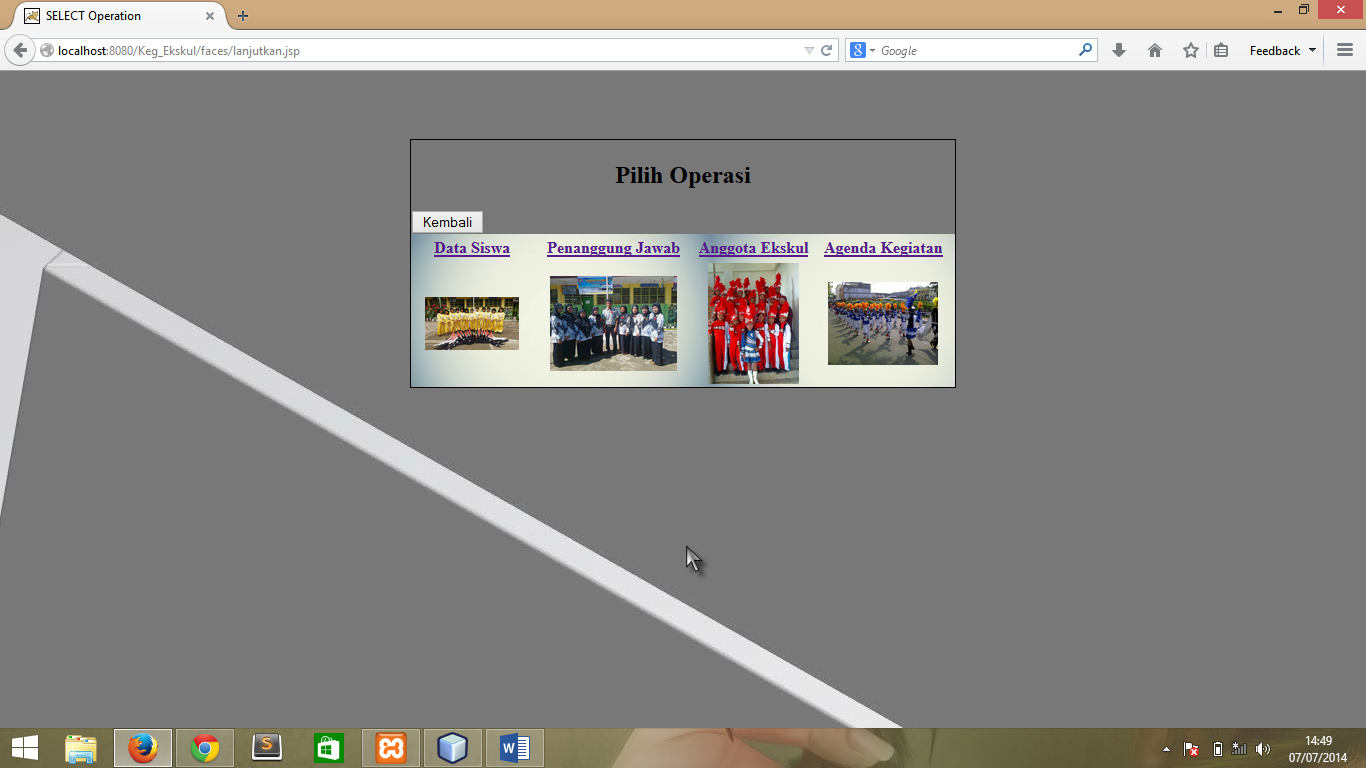 SELECT Operation
localhost:8080/Keg_Ekskul/faces/lanjutkan.jsp
Google
Feedback
Pilih Operasi
Kembali
Data Siswa Penanggung Jawab Anggota Ekskul Agenda Kegiatan
14:49
07/07/2014